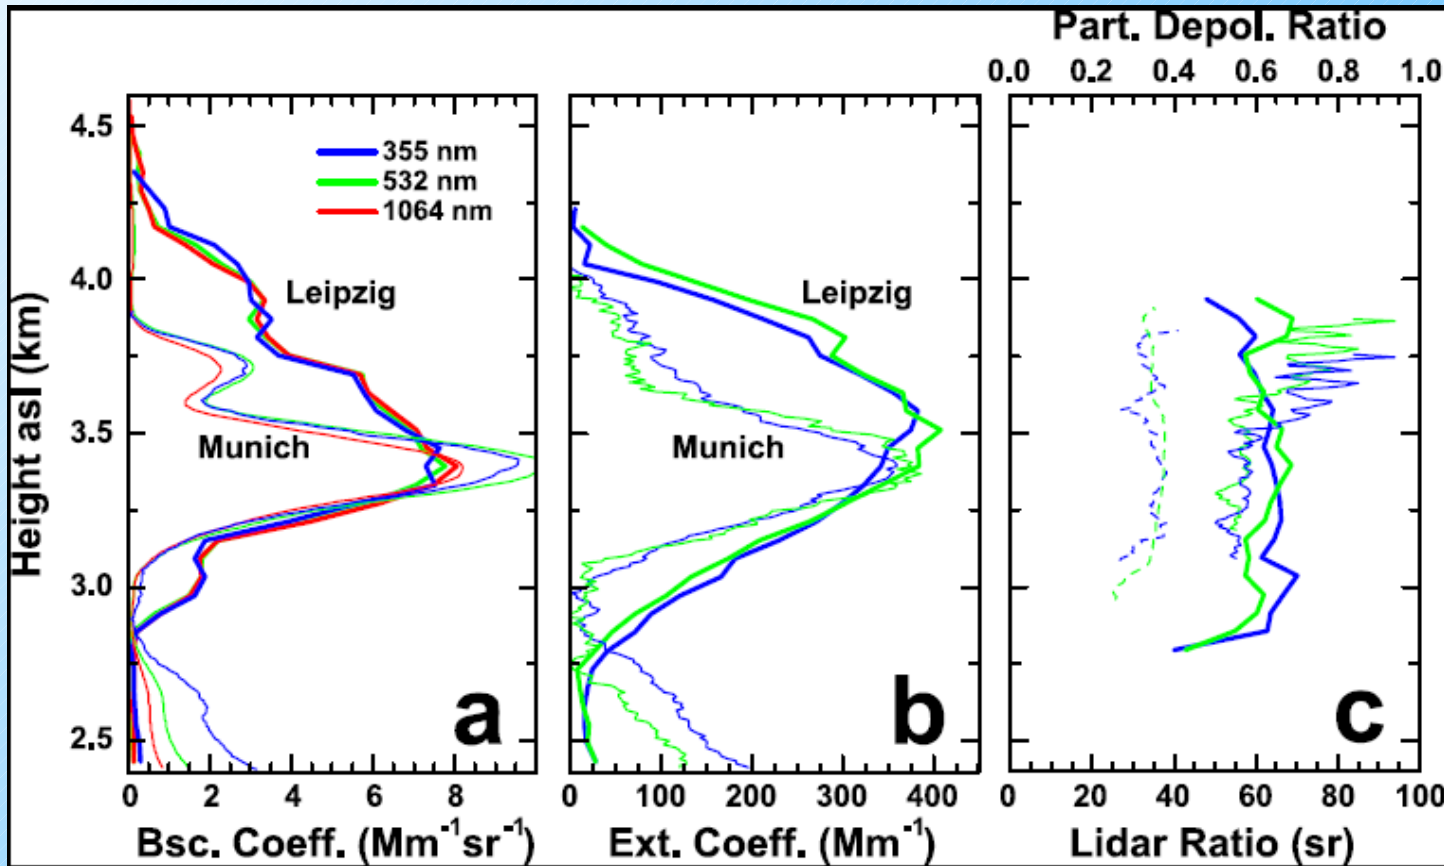 Part. Depol. Ratio
0.0 0.2 0.4 0.6 0.8 1.0
Height asl (km)
4.5
4.0
3.5
3.0
2.5
355 nm
532 nm
1064 nm
Leipzig
Munich
a
0 2 4 6 8
Bsc. Coeff. (Mm⁻¹sr⁻¹)
Leipzig
Munich
b
0 100 200 300 400
Ext. Coeff. (Mm⁻¹)
c
0 20 40 60 80 100
Lidar Ratio (sr)